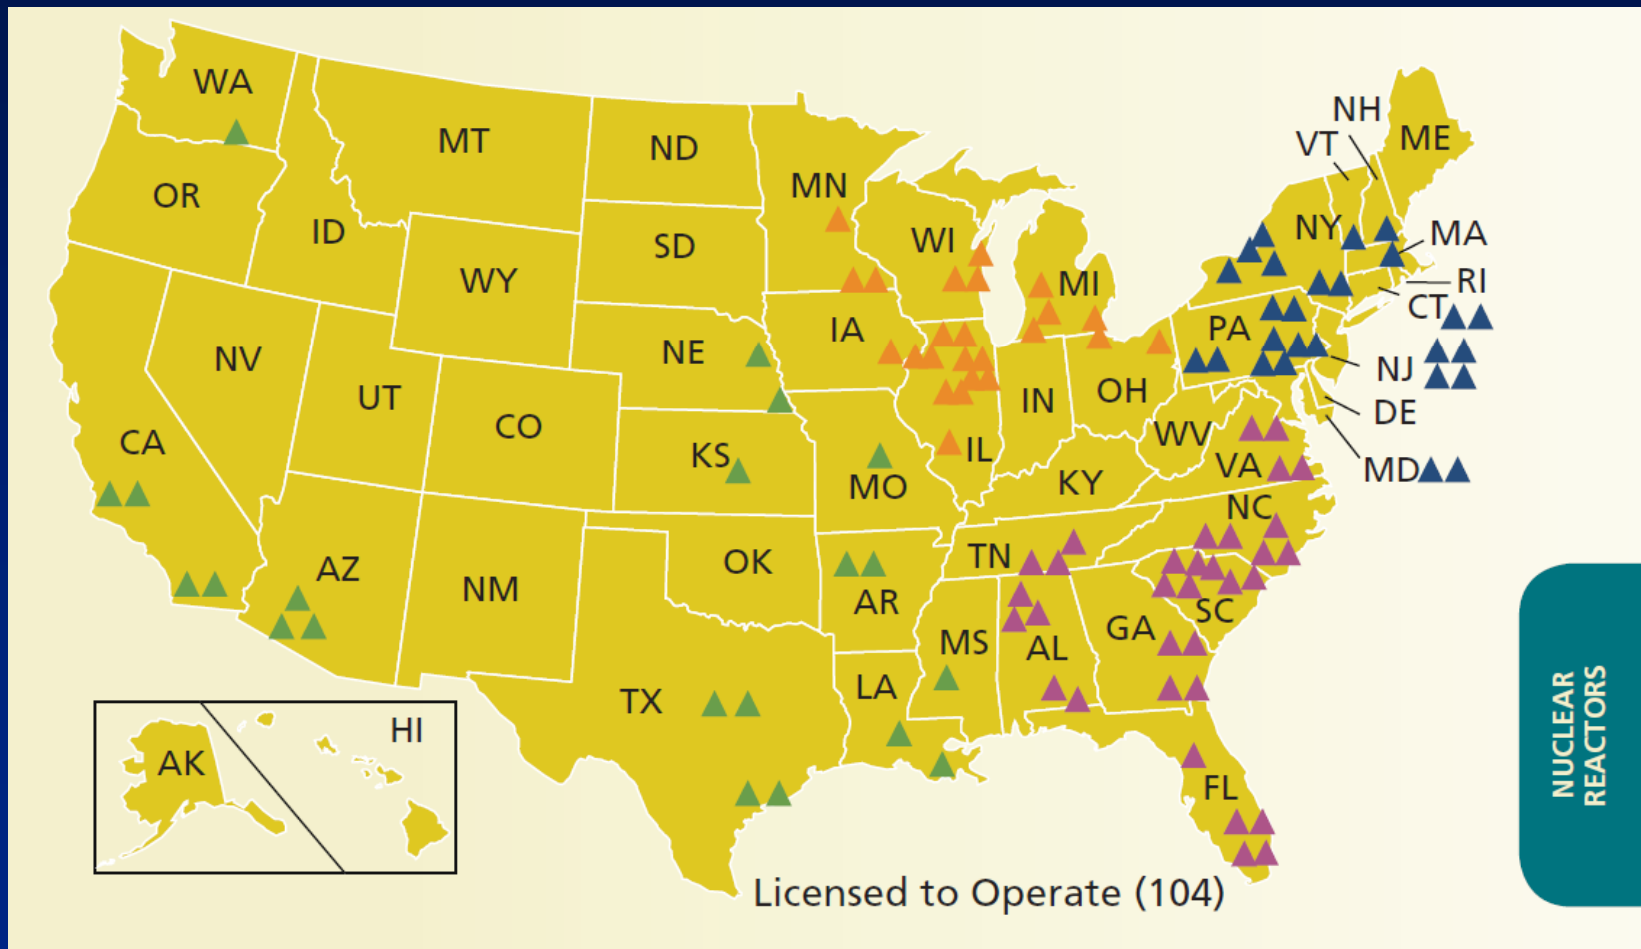 NH
WA
VT
ME
MT
ND
MN
OR
NY
MA
ID
SD
WI
WY
MI
RI
CT
IA
PA
NE
NV
NJ
UT
OH
IN
CO
DE
CA
WV
KS
IL
VA
MD
MO
KY
NC
TN
OK
AZ
NM
AR
SC
GA
MS
AL
LA
TX
HI
AK
FL
Licensed to Operate (104)
NUCLEAR
REACTORS